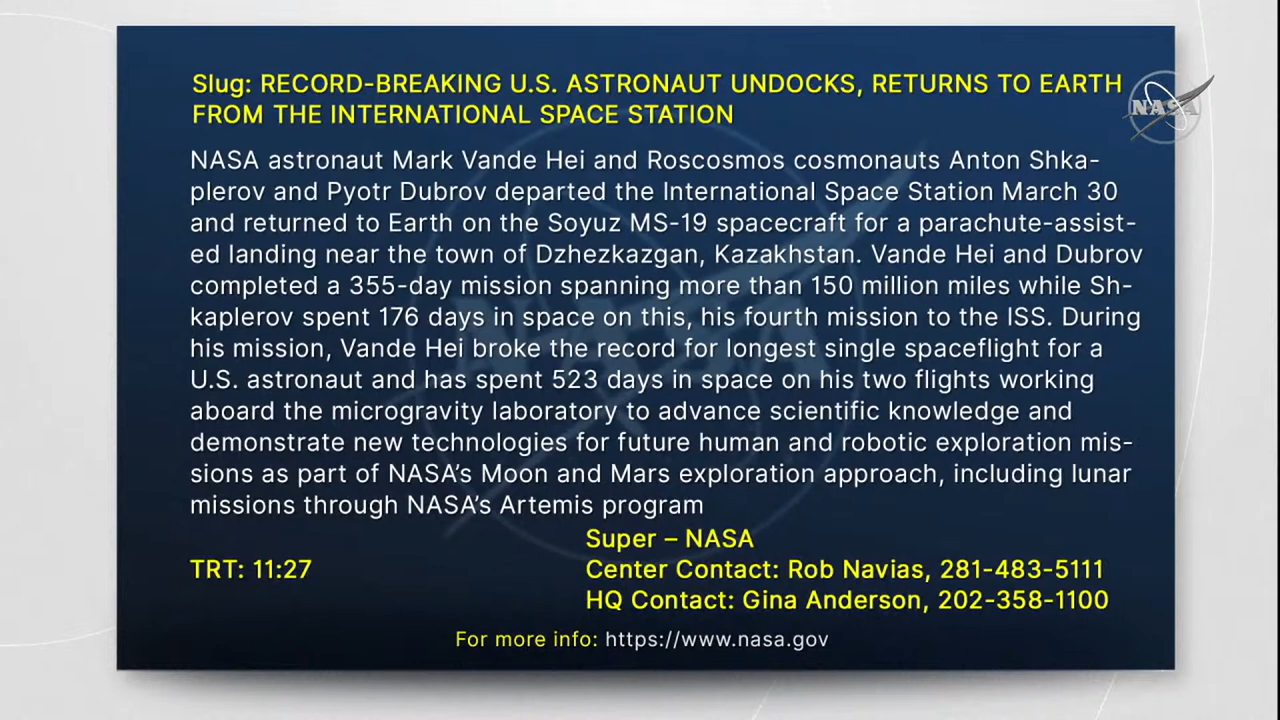 Slug: RECORD-BREAKING U.S. ASTRONAUT UNDOCKS, RETURNS TO EARTH
FROM THE INTERNATIONAL SPACE STATION
NASA
NASA astronaut Mark Vande Hei and Roscosmos cosmonauts Anton Shka-
plerov and Pyotr Dubrov departed the International Space Station March 30
and returned to Earth on the Soyuz MS-19 spacecraft for a parachute-assist-
ed landing near the town of Dzhezkazgan, Kazakhstan. Vande Hei and Dubrov
completed a 355-day mission spanning more than 150 million miles while Sh-
kaplerov spent 176 days in space on this, his fourth mission to the ISS. During
his mission, Vande Hei broke the record for longest single spaceflight for a
U.S. astronaut and has spent 523 days in space on his two flights working
aboard the microgravity laboratory to advance scientific knowledge and
demonstrate new technologies for future human and robotic exploration mis-
sions as part of NASA's Moon and Mars exploration approach, including lunar
missions through NASA's Artemis program
Super – NASA
TRT: 11:27
Center Contact: Rob Navias, 281-483-5111
HQ Contact: Gina Anderson, 202-358-1100
For more info: https://www.nasa.gov